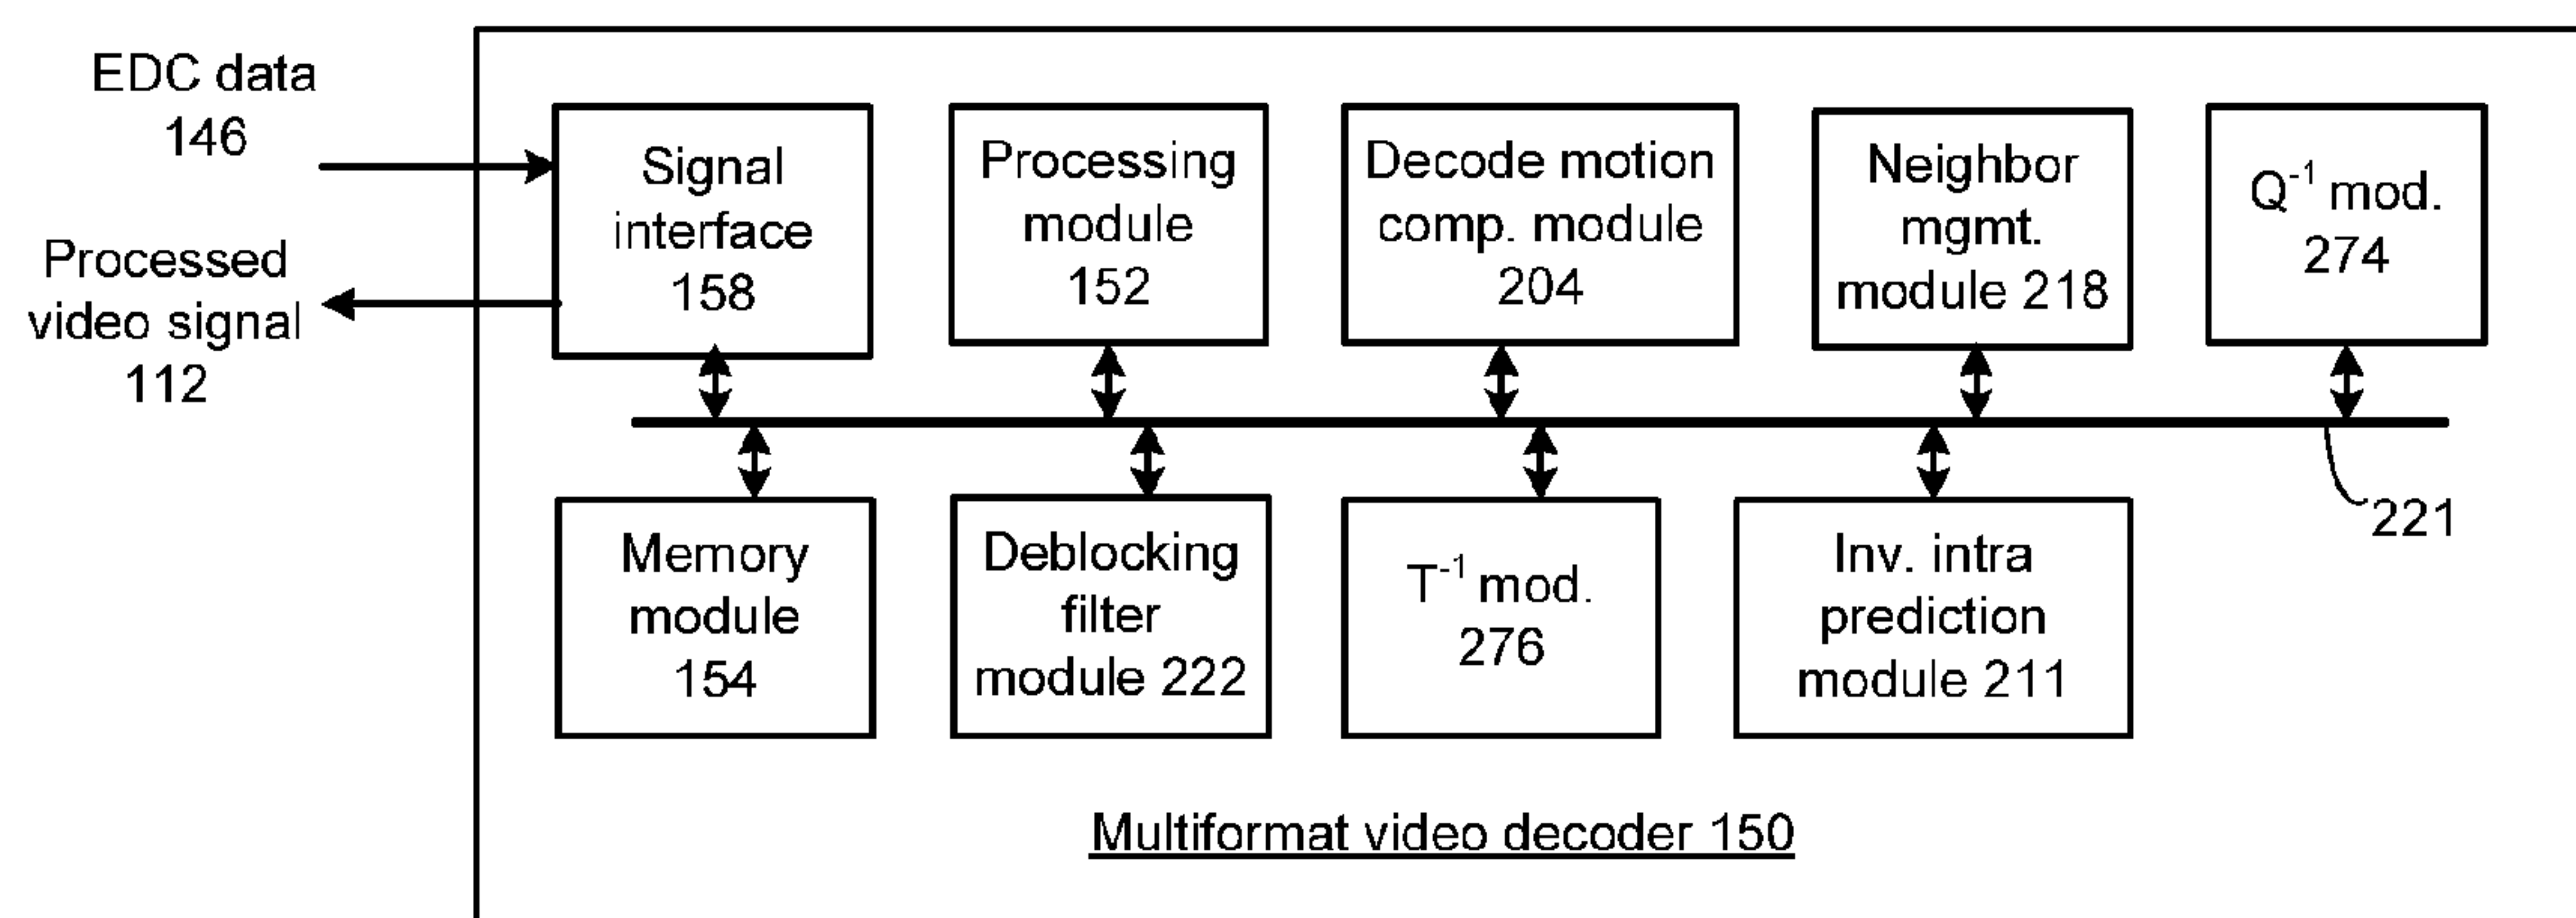 EDC data
146
Processed
video signal
112
Signal
interface
158
Processing
module
152
Decode motion
comp. module
204
Neighbor
mgmt.
module 218
Q-1 mod.
274
Memory
module
154
Deblocking
filter
module 222
T-1 mod.
276
Inv. intra
prediction
module 211
221
Multiformat video decoder 150